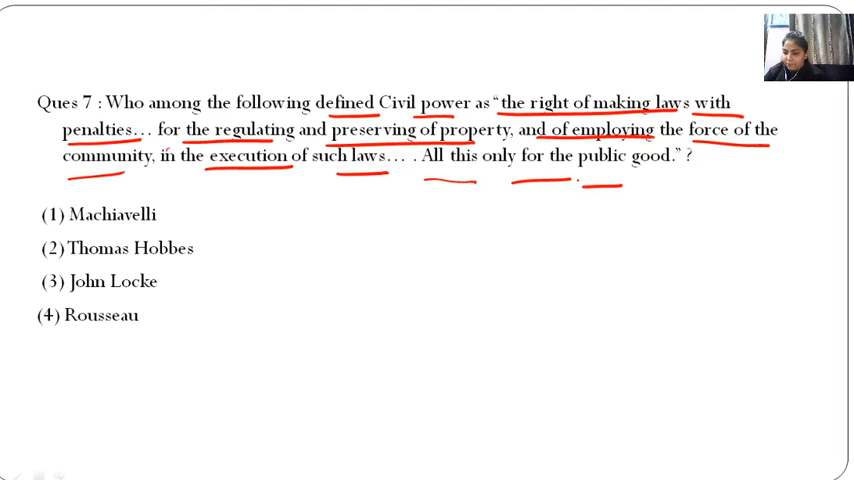 Ques 7 : Who among the following defined Civil power as "the right of making laws with
penalties... for the regulating and preserving of property, and of employing the force of the
community, in the execution of such laws... . All this only for the public good." ?
(1) Machiavelli
(2) Thomas Hobbes
(3) John Locke
(4) Rousseau